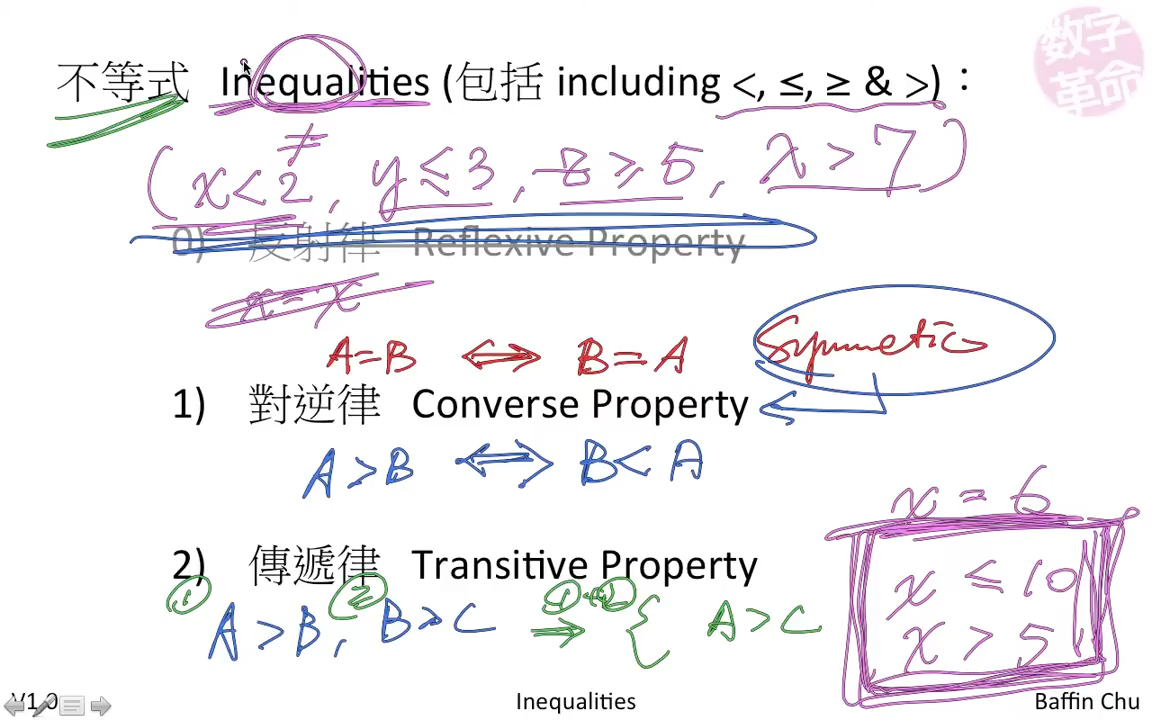 数字
革命
不等式 Inequalities (包括 including <, ≤, ≥ & >)：
≠
(x<2, y≤3, z≥5, x>7)
0) 反射律 Reflexive Property
x=x
A=B ⟺ B=A Symmetic
1) 對逆律 Converse Property
A>B ⟺ B<A
x=6
2) 傳遞律 Transitive Property
x≤10
① ② ①+②
A>B, B>C ⇒ { A>C
x>5
V1.0 Inequalities Baffin Chu